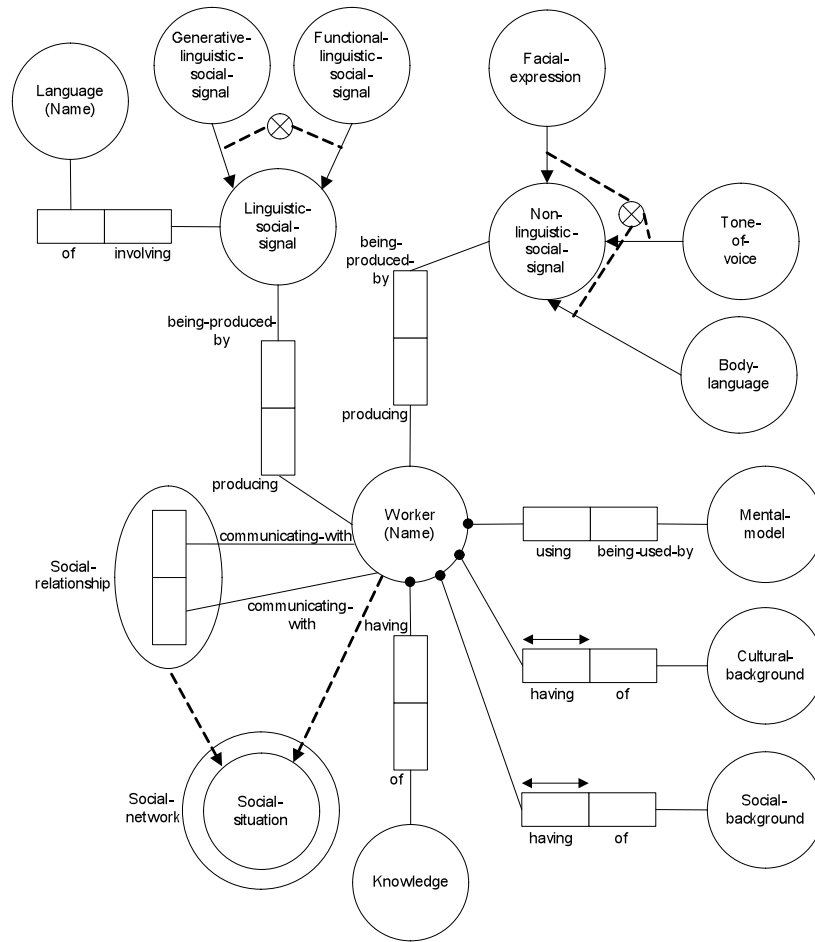 Generative-
linguistic-
social-
signal
Functional-
linguistic-
social-
signal
Facial-
expression
Language
(Name)
Linguistic-
social-
signal
Non-
linguistic-
social-signal
Tone-
of-
voice
of
involving
being-
produced-
by
being-produced-
by
Body-
language
producing
producing
Worker
(Name)
Mental-
model
using
being-used-by
communicating-with
Social-
relationship
communicating-
with
having
Cultural-
background
having
of
of
Social-
network
Social-
situation
Social-
background
having
of
Knowledge